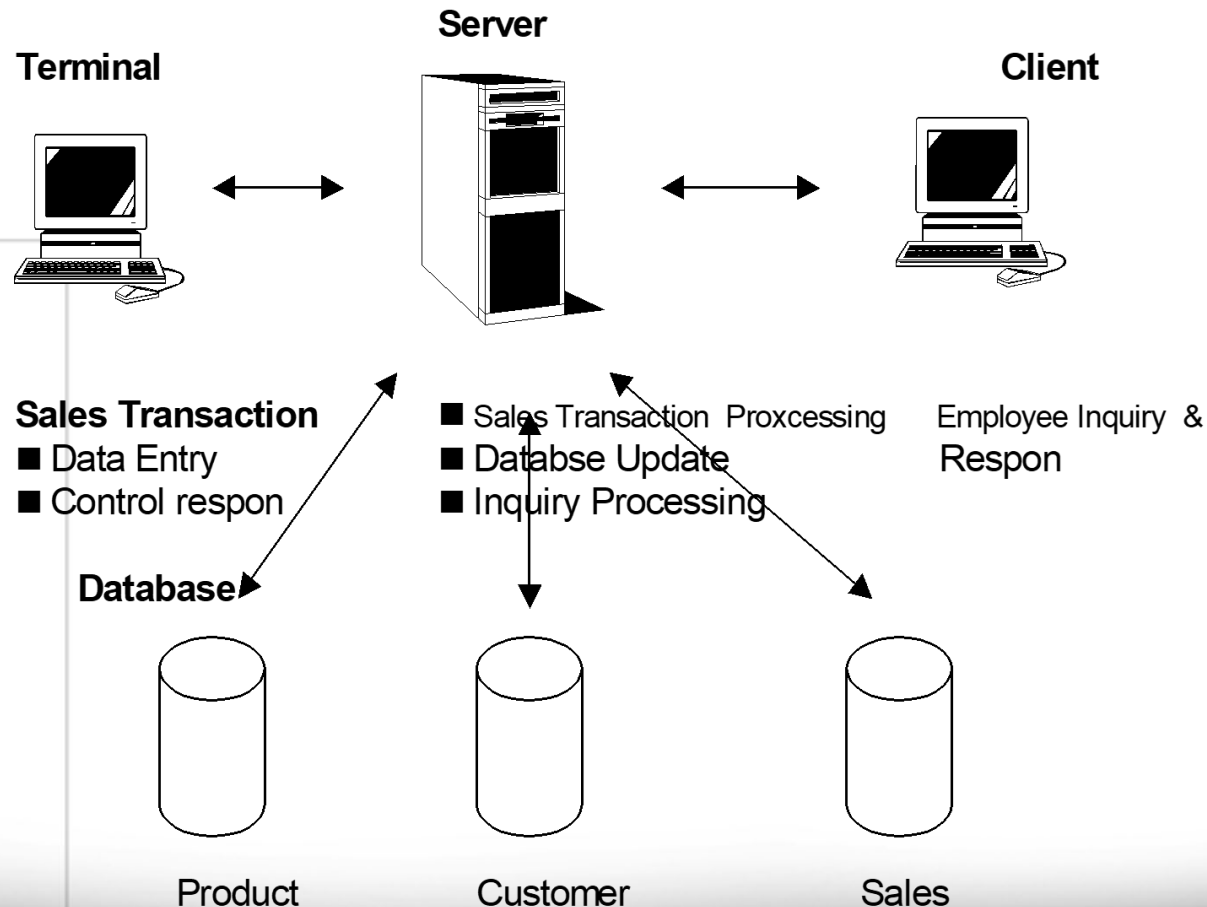 Server
Terminal
Client
Sales Transaction
■ Data Entry
■ Control respon
■ Sales Transaction Proxcessing
■ Databse Update
■ Inquiry Processing
Employee Inquiry &
Respon
Database
Product
Customer
Sales